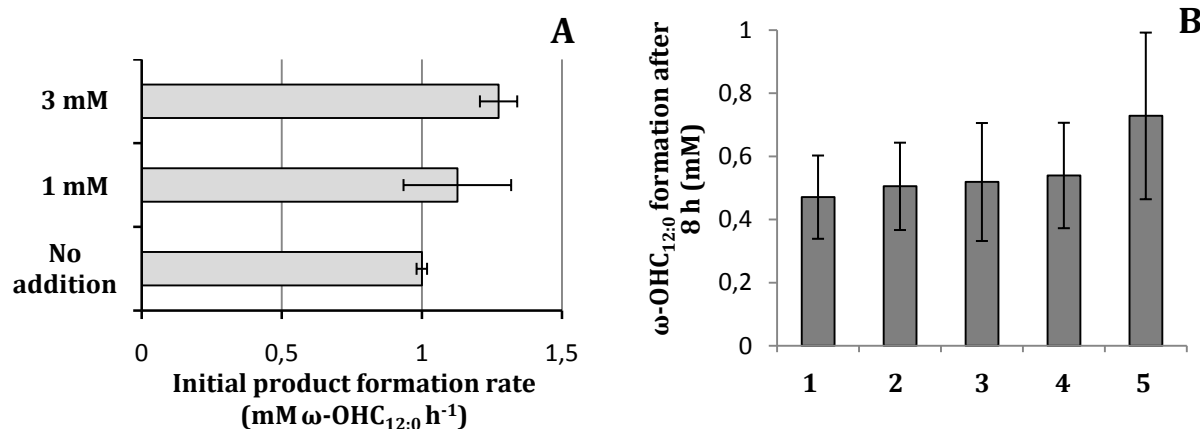 A
3 mM
1 mM
No
addition
0 0,5 1 1,5
Initial product formation rate
(mM ω-OHC12:0 h-1)
B
ω-OHC12:0 formation after
8 h (mM)
1
0,8
0,6
0,4
0,2
0
1 2 3 4 5